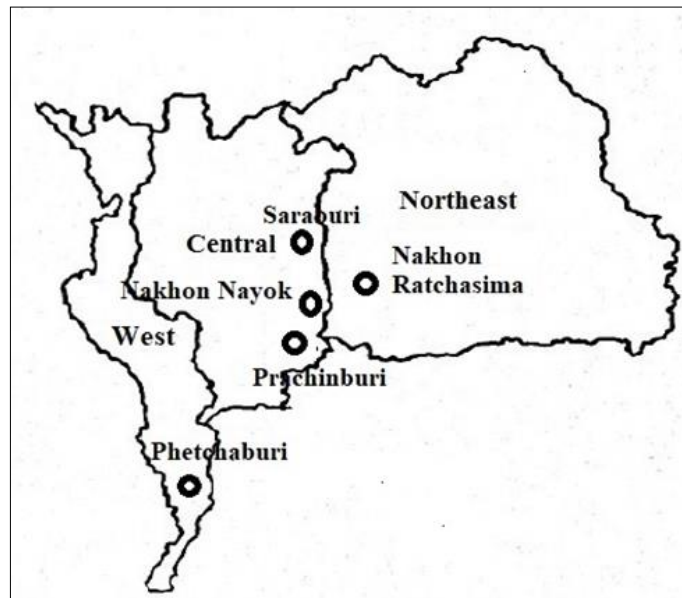 Northeast
Saraburi
Central
Nakhon
Ratchasima
Nakhon Nayok
West
Prachinburi
Phetchaburi